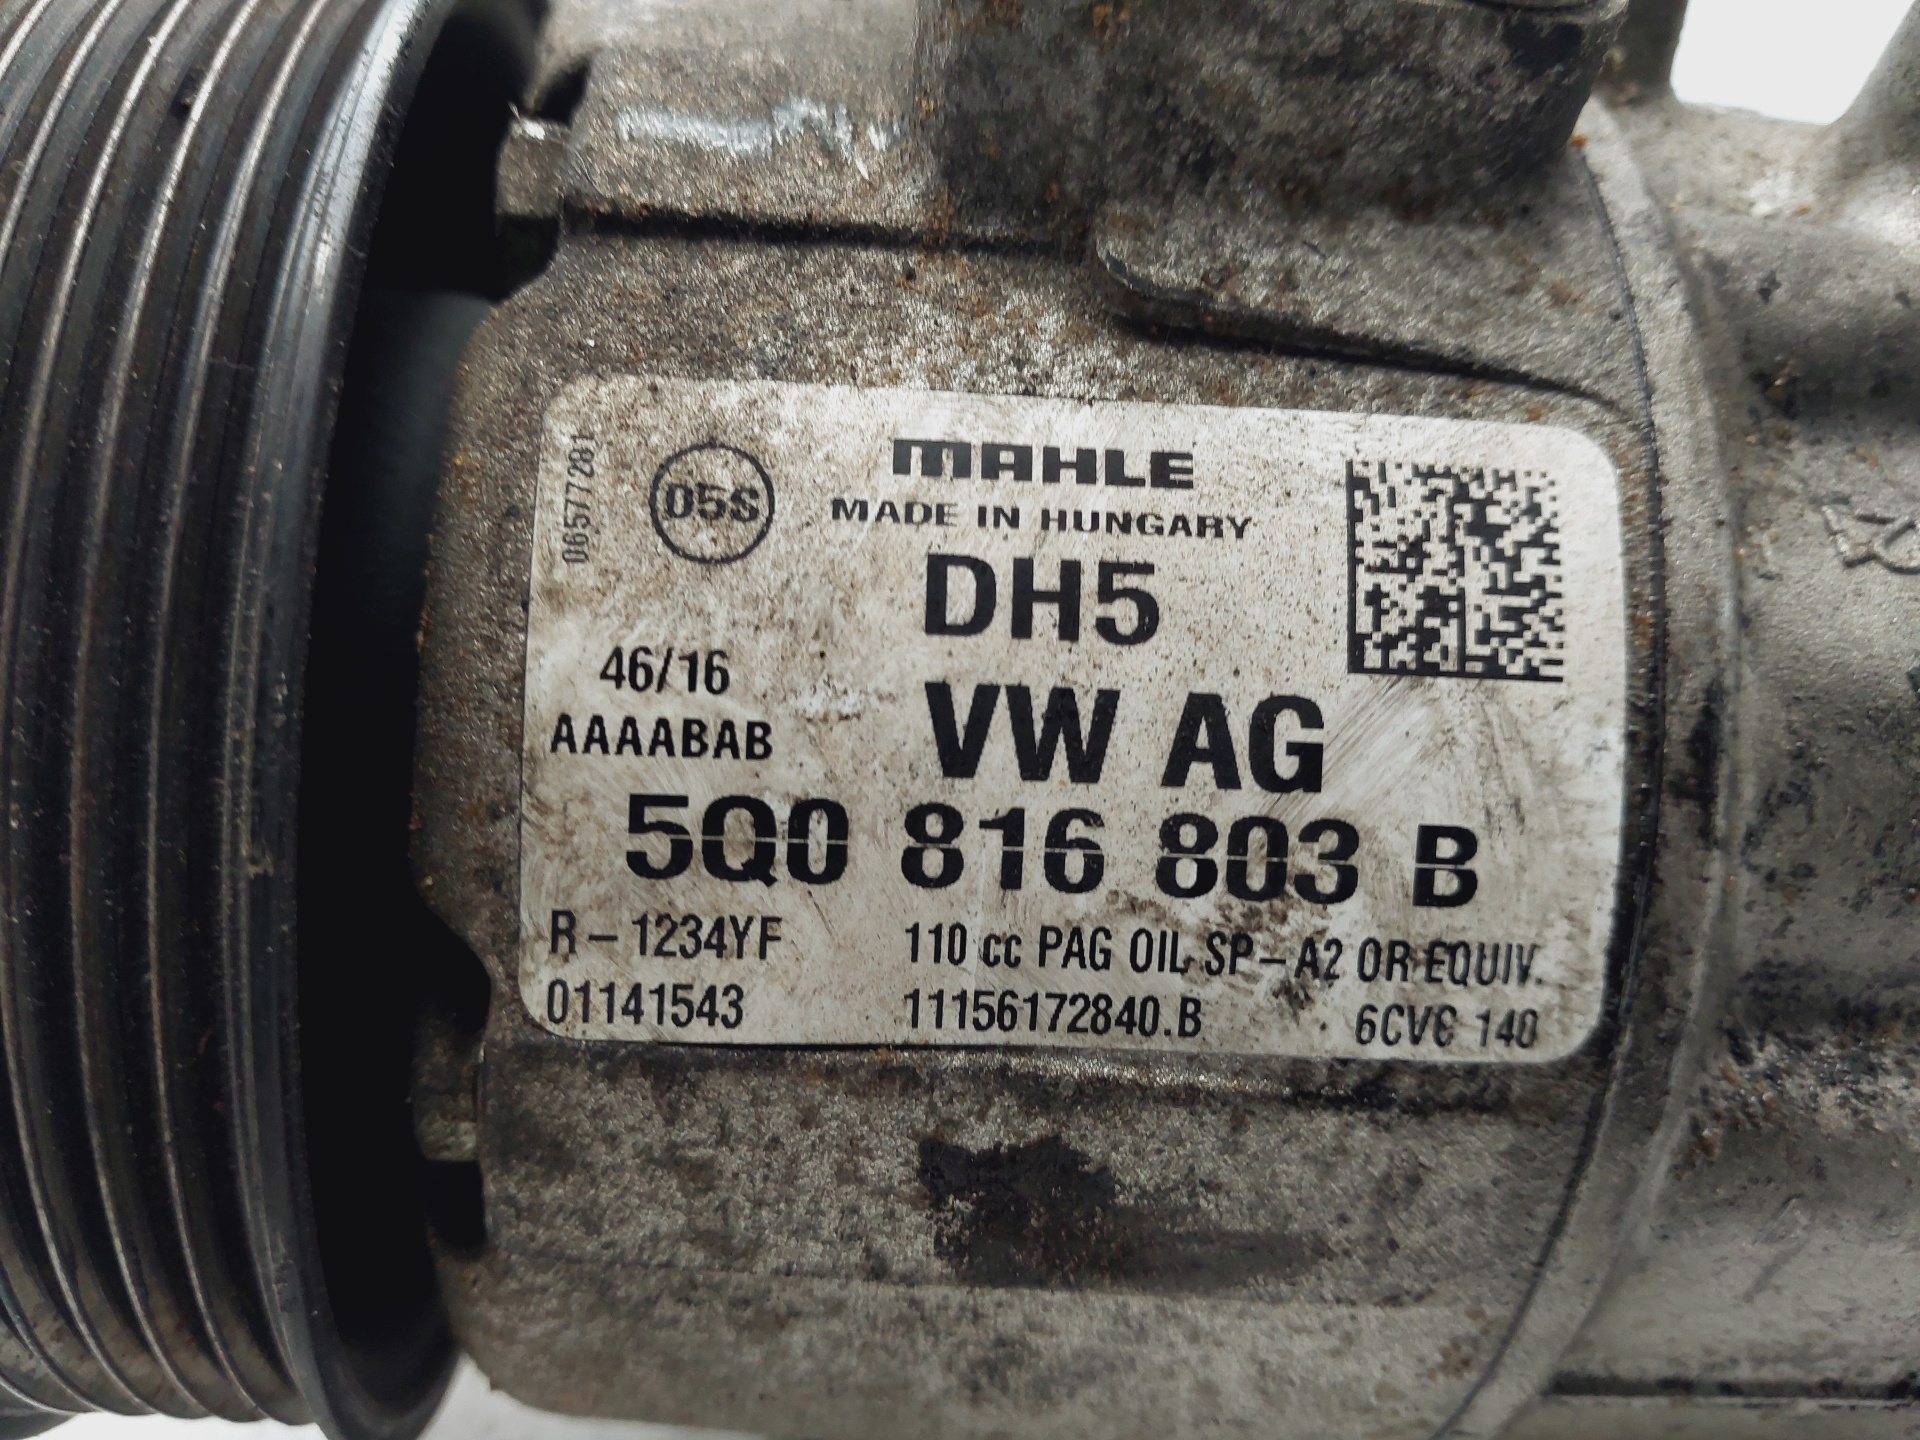 06577281
D5S
MAHLE
MADE IN HUNGARY
DH5
46/16
AAAABAB
VW AG
5Q0 816 803 B
R-1234YF
110 cc PAG OIL SP-A2 OR EQUIV.
01141543
11156172840.B
6CVC 140